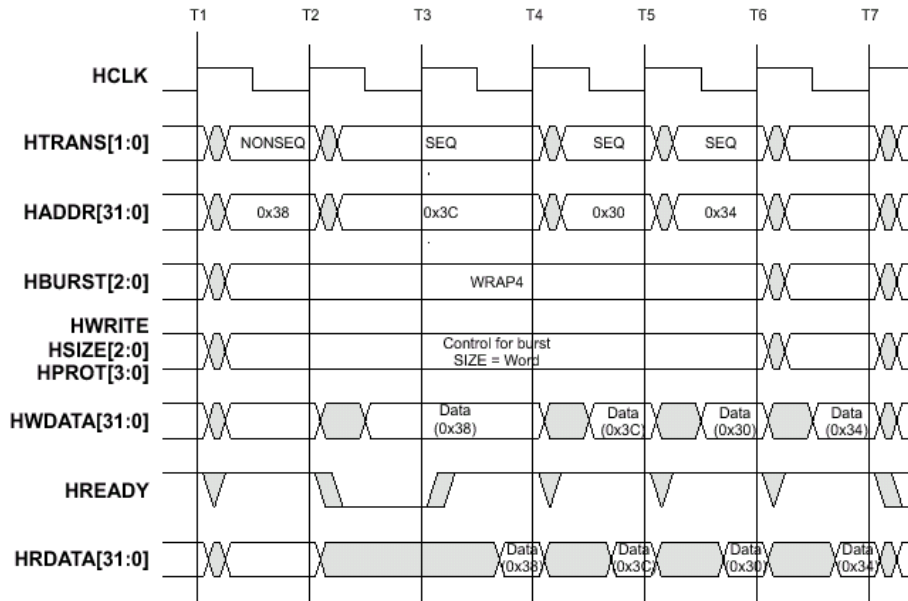 T1 T2 T3 T4 T5 T6 T7
HCLK
HTRANS[1:0] NONSEQ SEQ SEQ SEQ
HADDR[31:0] 0x38 0x3C 0x30 0x34
HBURST[2:0] WRAP4
HWRITE
HSIZE[2:0]
HPROT[3:0]
Control for burst
SIZE = Word
HWDATA[31:0]
Data Data Data Data
(0x38) (0x3C) (0x30) (0x34)
HREADY
HRDATA[31:0]
Data Data Data Data
(0x38) (0x3C) (0x30) (0x34)